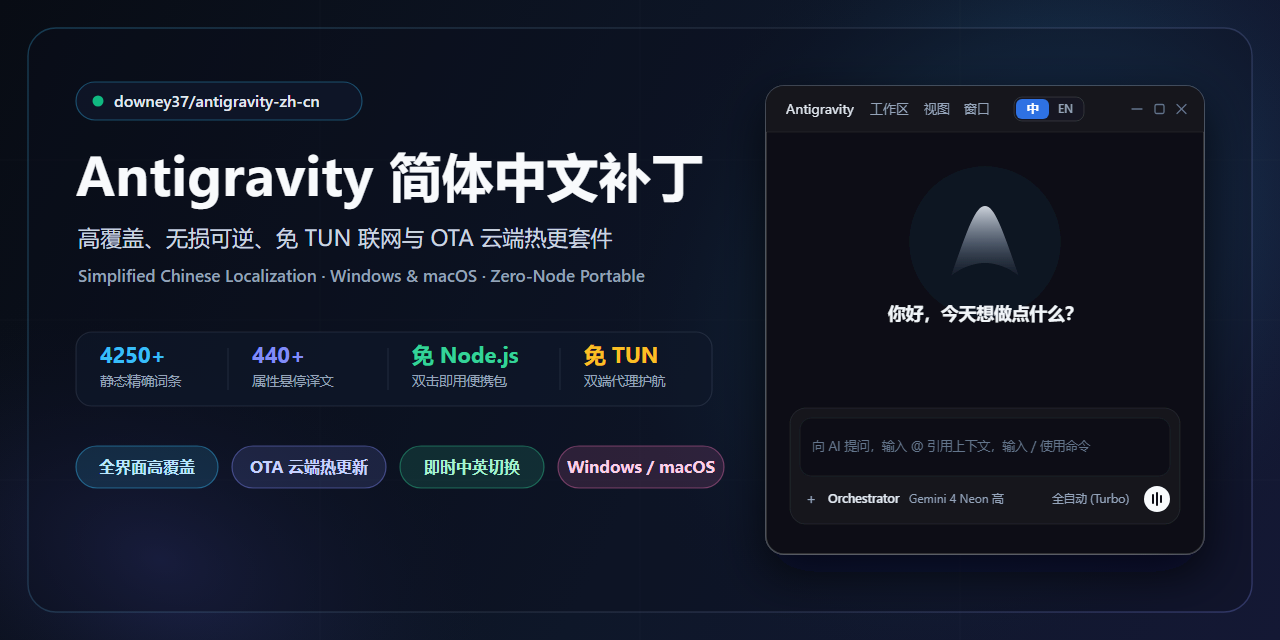 downey37/antigravity-zh-cn
Antigravity 简体中文补丁
高覆盖、无损可逆、免 TUN 联网与 OTA 云端热更套件
Simplified Chinese Localization · Windows & macOS · Zero-Node Portable
4250+
静态精确词条
440+
属性悬停译文
免 Node.js
双击即用便携包
免 TUN
双端代理护航
全界面高覆盖
OTA 云端热更新
即时中英切换
Windows / macOS
Antigravity 工作区 视图 窗口 中 EN
你好，今天想做点什么?
向 AI 提问，输入 @ 引用上下文，输入 / 使用命令
+ Orchestrator Gemini 4 Neon 高 全自动 (Turbo)